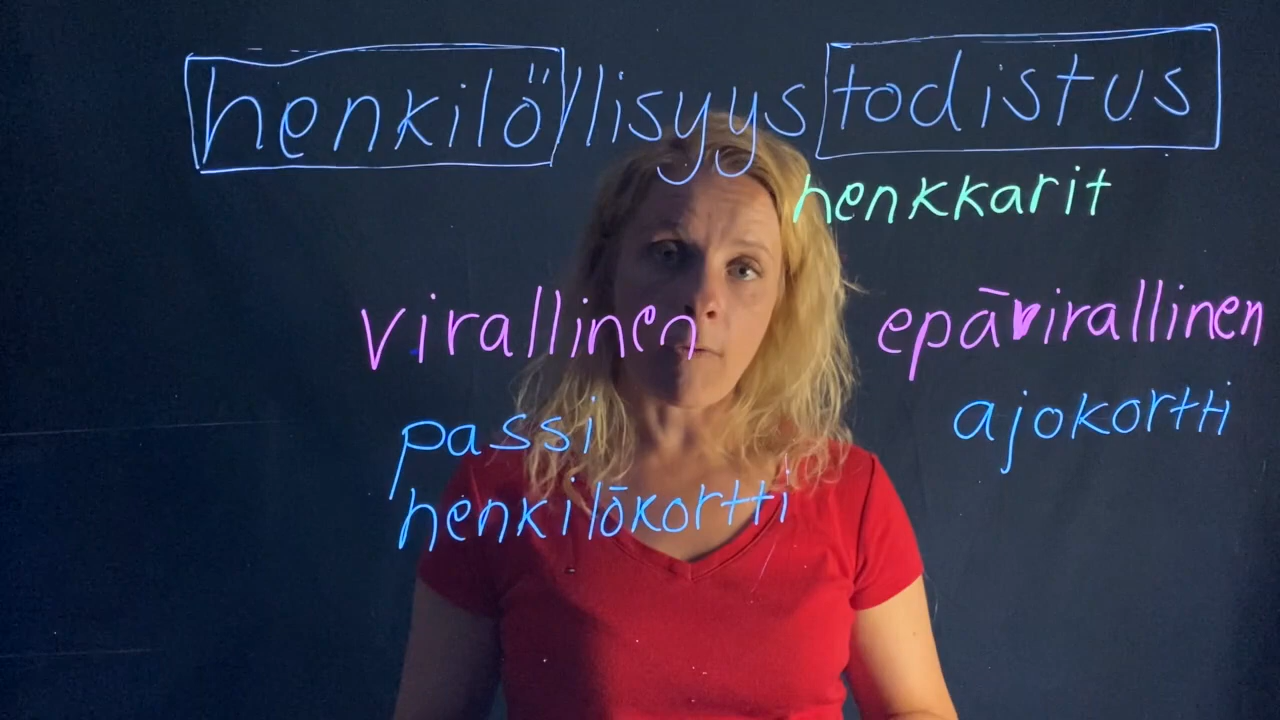 henkilöllisyystodistus
henkkarit
virallinen epävirallinen
passi ajokortti
henkilökortti